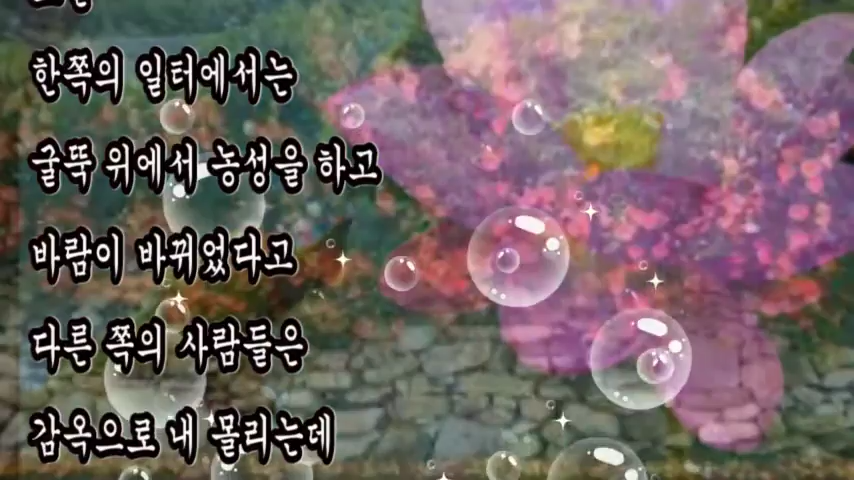 한쪽의 일터에서는
굴뚝 위에서 농성을 하고
바람이 바뀌었다고
다른 쪽의 사람들은
감옥으로 내 몰리는데